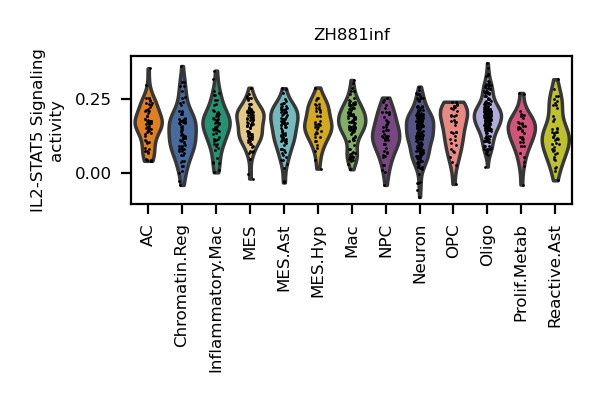 ZH881inf
IL2-STAT5 Signaling
activity
0.25
0.00
AC
Chromatin.Reg
Inflammatory.Mac
MES
MES.Ast
MES.Hyp
Mac
NPC
Neuron
OPC
Oligo
Prolif.Metab
Reactive.Ast